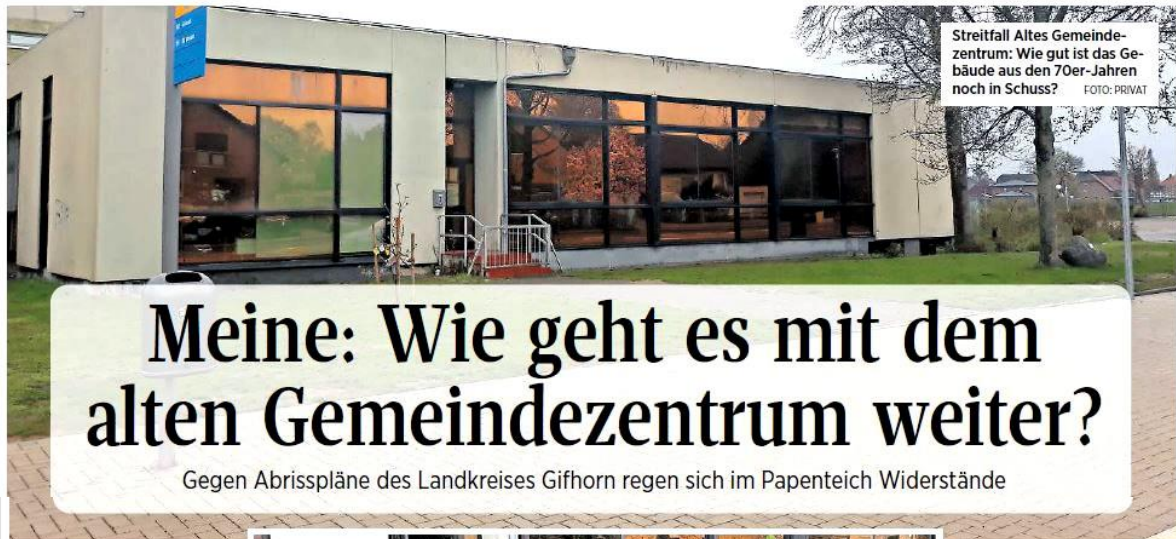 Streitfall Altes Gemeinde-
zentrum: Wie gut ist das Ge-
bäude aus den 70er-Jahren
noch in Schuss? FOTO: PRIVAT
Meine: Wie geht es mit dem
alten Gemeindezentrum weiter?
Gegen Abrisspläne des Landkreises Gifhorn regen sich im Papenteich Widerstände